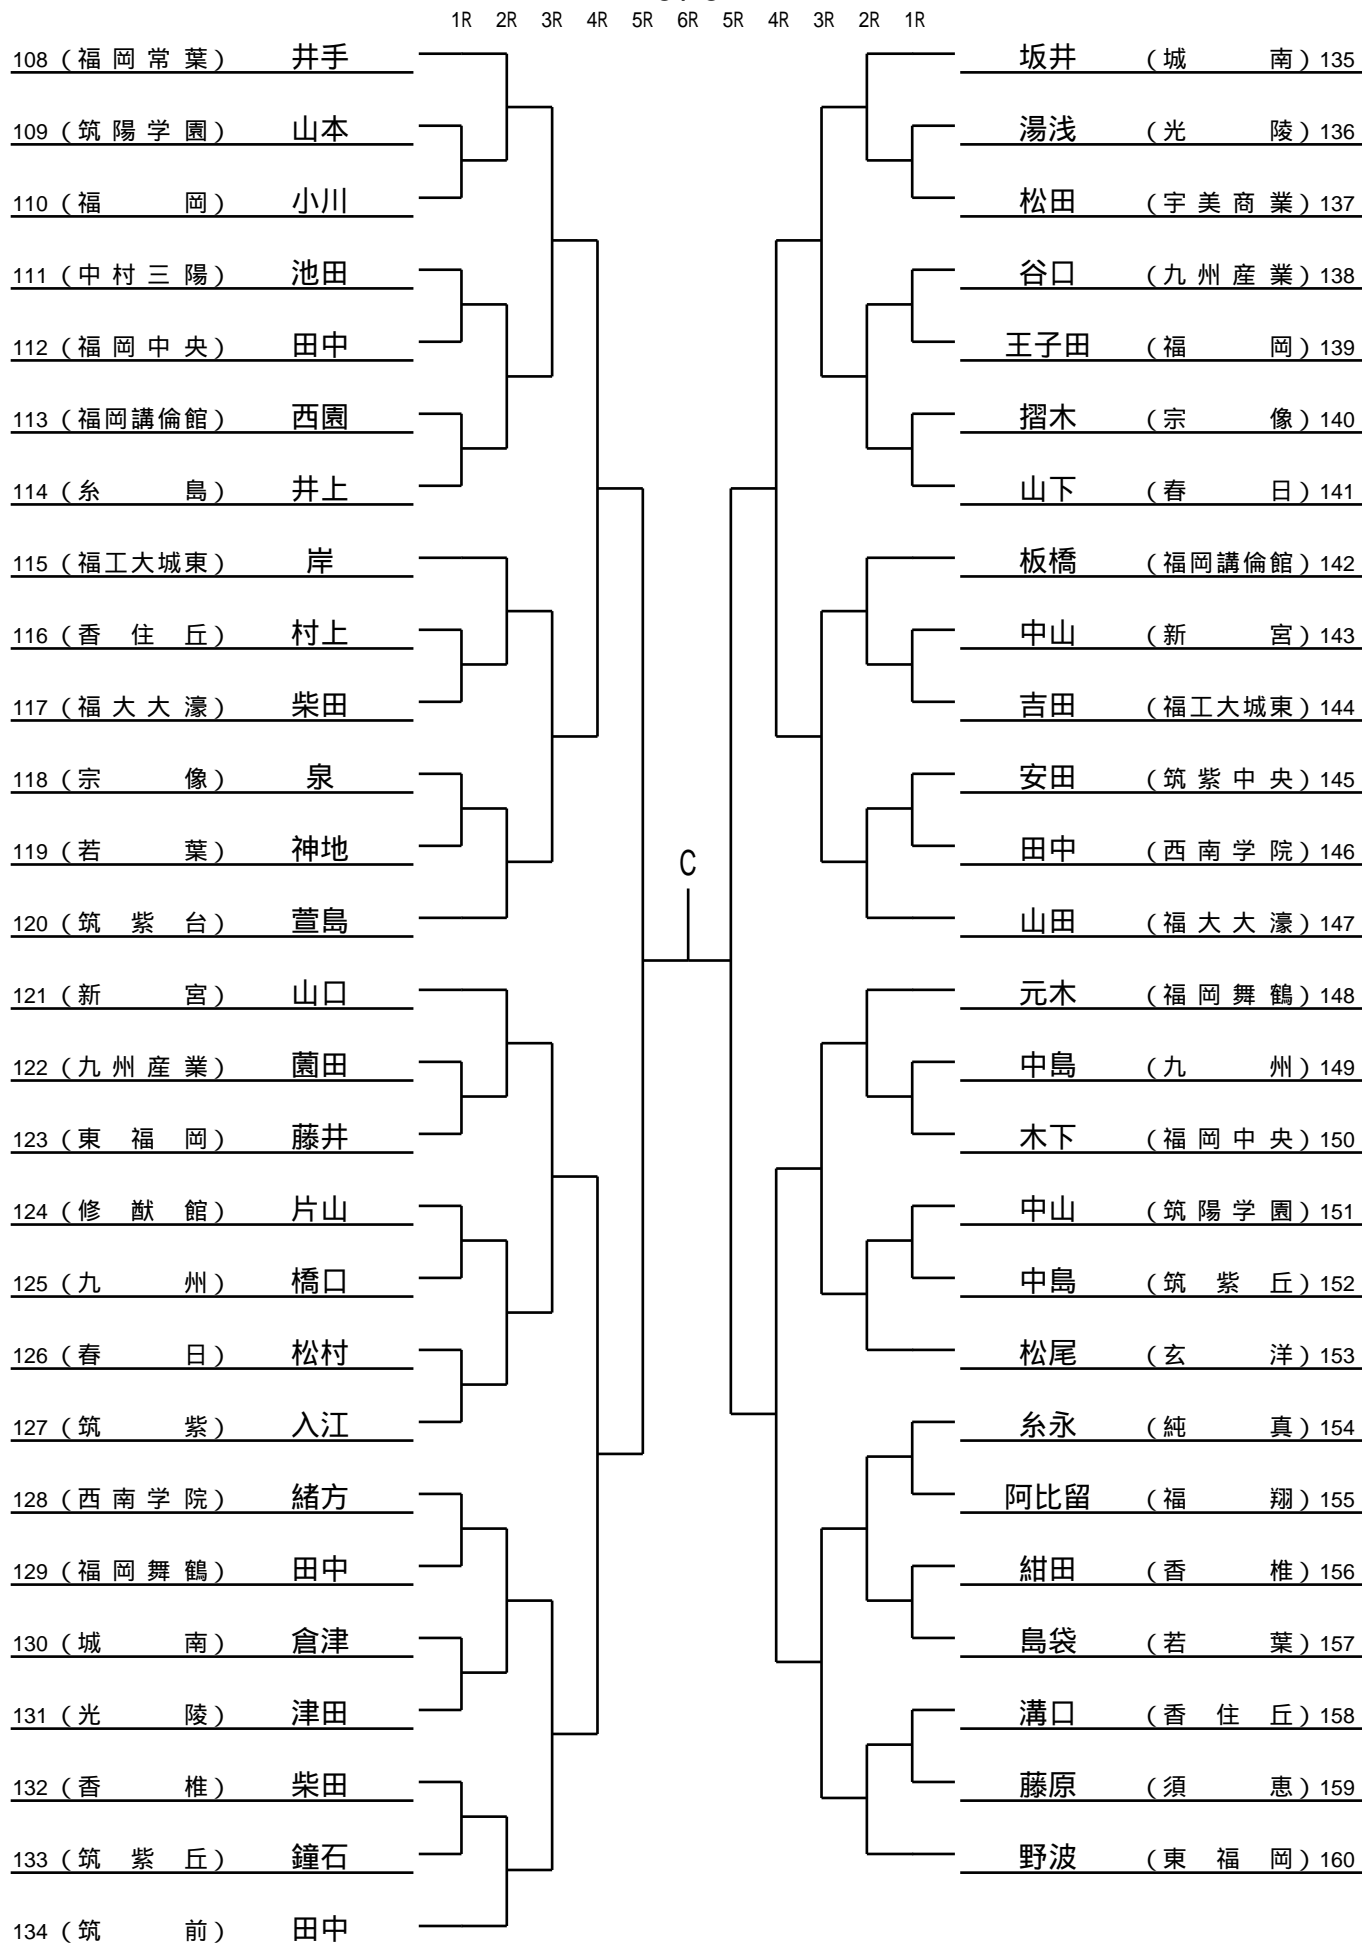 1R 2R 3R 4R 5R 6R 5R 4R 3R 2R 1R
108 (福岡常葉) 井手
109 (筑陽学園) 山本
110 (福岡) 小川
111 (中村三陽) 池田
112 (福岡中央) 田中
113 (福岡講倫館) 西園
114 (糸島) 井上
115 (福工大城東) 岸
116 (香住丘) 村上
117 (福大大濠) 柴田
118 (宗像) 泉
119 (若葉) 神地
120 (筑紫台) 萱島
121 (新宮) 山口
122 (九州産業) 薗田
123 (東福岡) 藤井
124 (修猷館) 片山
125 (九州) 橋口
126 (春日) 松村
127 (筑紫) 入江
128 (西南学院) 緒方
129 (福岡舞鶴) 田中
130 (城南) 倉津
131 (光陵) 津田
132 (香椎) 柴田
133 (筑紫丘) 鐘石
134 (筑前) 田中
C
坂井 (城南) 135
湯浅 (光陵) 136
松田 (宇美商業) 137
谷口 (九州産業) 138
王子田 (福岡) 139
摺木 (宗像) 140
山下 (春日) 141
板橋 (福岡講倫館) 142
中山 (新宮) 143
吉田 (福工大城東) 144
安田 (筑紫中央) 145
田中 (西南学院) 146
山田 (福大大濠) 147
元木 (福岡舞鶴) 148
中島 (九州) 149
木下 (福岡中央) 150
中山 (筑陽学園) 151
中島 (筑紫丘) 152
松尾 (玄洋) 153
糸永 (純真) 154
阿比留 (福翔) 155
紺田 (香椎) 156
島袋 (若葉) 157
溝口 (香住丘) 158
藤原 (須恵) 159
野波 (東福岡) 160